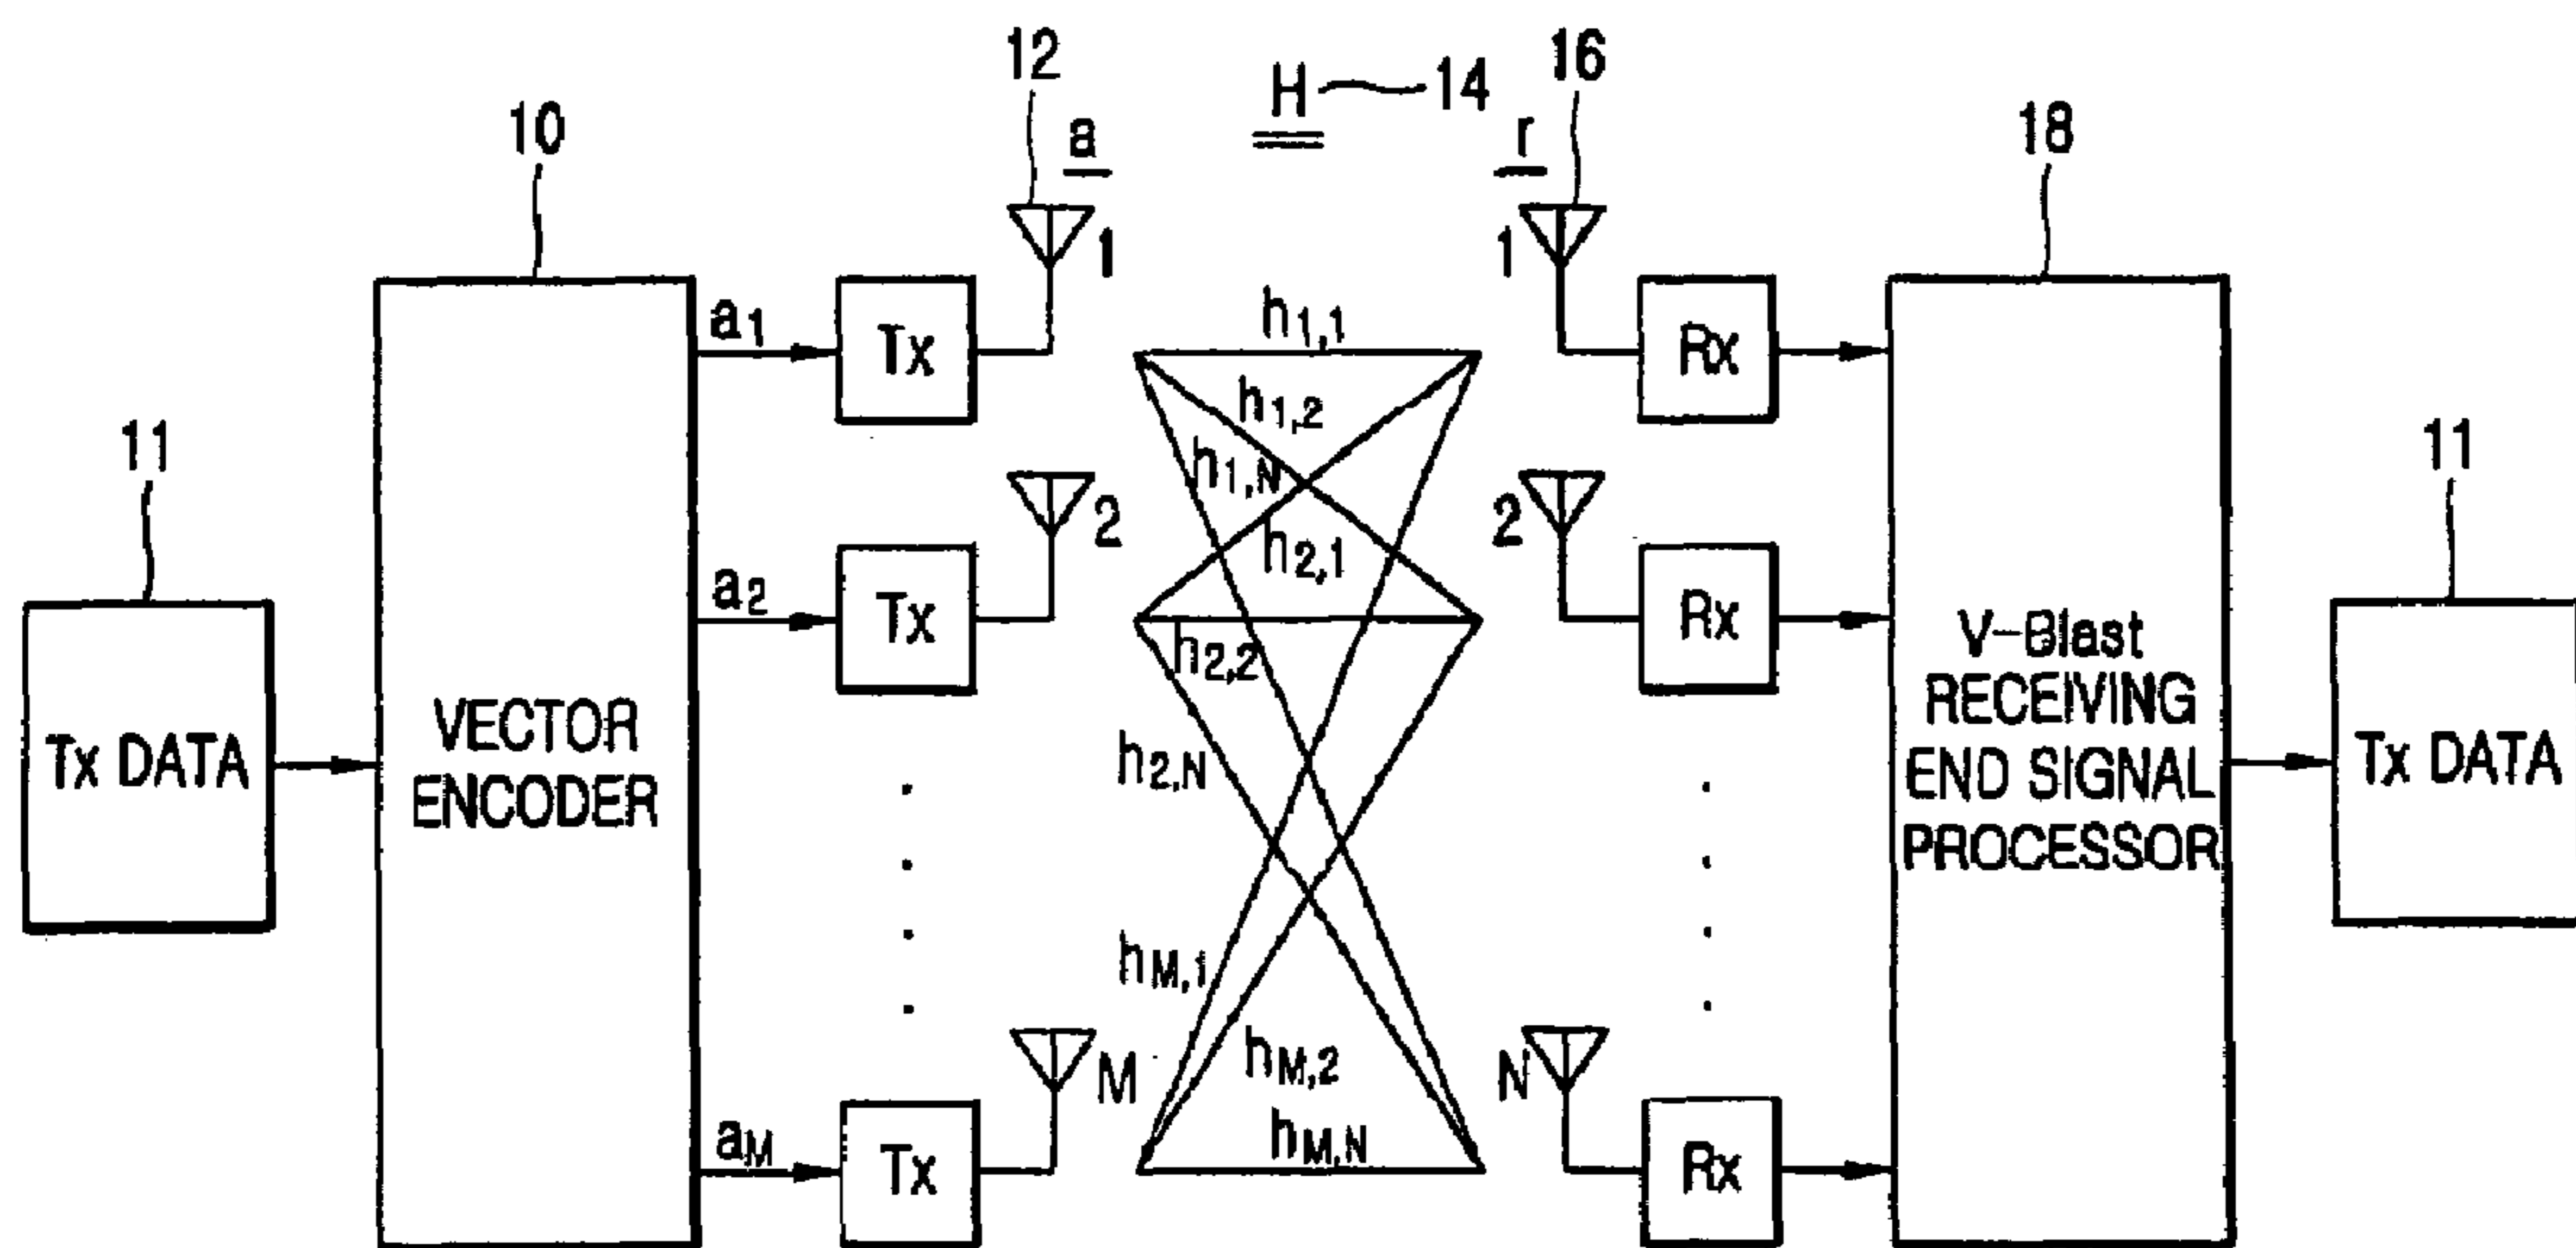 12
H
14
16
10
a
r
18
1
1
a1
Tx
h1,1
Rx
h1,2
11
h1,N
11
2
2
h2,1
a2
Tx
Rx
h2,2
V-Blast
RECEIVING
END SIGNAL
PROCESSOR
VECTOR
ENCODER
Tx DATA
h2,N
Tx DATA
hM,1
M
hM,2
N
aM
Tx
hM,N
Rx